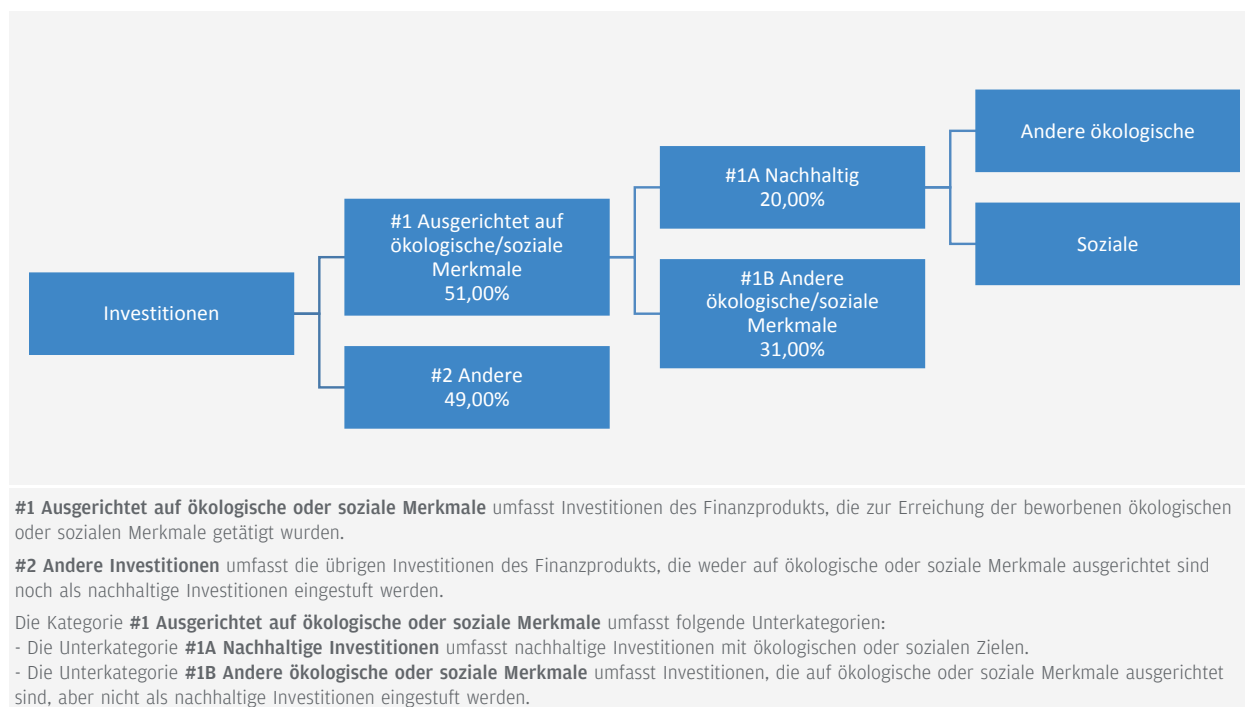 Investitionen
#1 Ausgerichtet auf
ökologische/soziale
Merkmale
51,00%
#2 Andere
49,00%
#1A Nachhaltig
20,00%
#1B Andere
ökologische/soziale
Merkmale
31,00%
Andere ökologische
Soziale
#1 Ausgerichtet auf ökologische oder soziale Merkmale umfasst Investitionen des Finanzprodukts, die zur Erreichung der beworbenen ökologischen
oder sozialen Merkmale getätigt wurden.
#2 Andere Investitionen umfasst die übrigen Investitionen des Finanzprodukts, die weder auf ökologische oder soziale Merkmale ausgerichtet sind
noch als nachhaltige Investitionen eingestuft werden.
Die Kategorie #1 Ausgerichtet auf ökologische oder soziale Merkmale umfasst folgende Unterkategorien:
- Die Unterkategorie #1A Nachhaltige Investitionen umfasst nachhaltige Investitionen mit ökologischen oder sozialen Zielen.
- Die Unterkategorie #1B Andere ökologische oder soziale Merkmale umfasst Investitionen, die auf ökologische oder soziale Merkmale ausgerichtet
sind, aber nicht als nachhaltige Investitionen eingestuft werden.